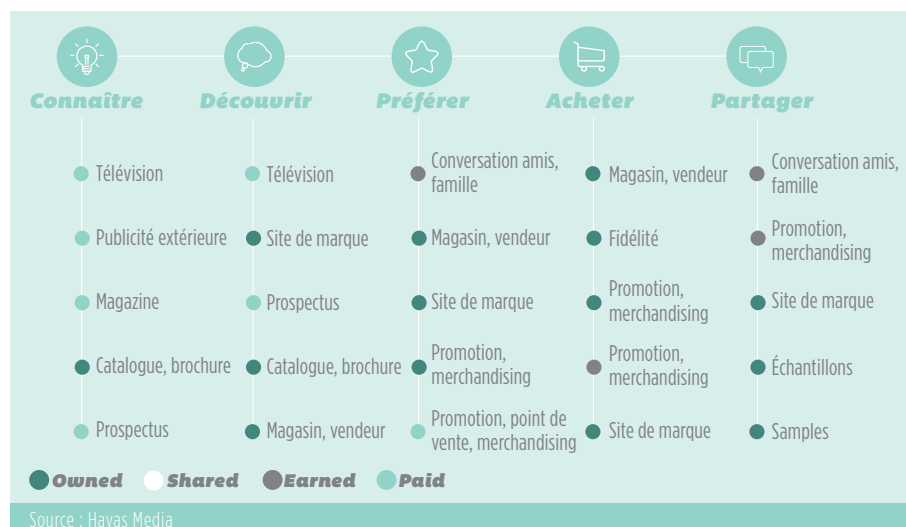 Connaître
Découvrir
Préférer
Acheter
Partager
Télévision
Publicité extérieure
Magazine
Catalogue, brochure
Prospectus
Télévision
Site de marque
Prospectus
Catalogue, brochure
Magasin, vendeur
Conversation amis,
famille
Magasin, vendeur
Site de marque
Promotion,
merchandising
Promotion, point de
vente, merchandising
Magasin, vendeur
Fidélité
Promotion,
merchandising
Promotion,
merchandising
Site de marque
Conversation amis,
famille
Promotion,
merchandising
Site de marque
Échantillons
Samples
Owned
Shared
Earned
Paid
Source : Havas Media